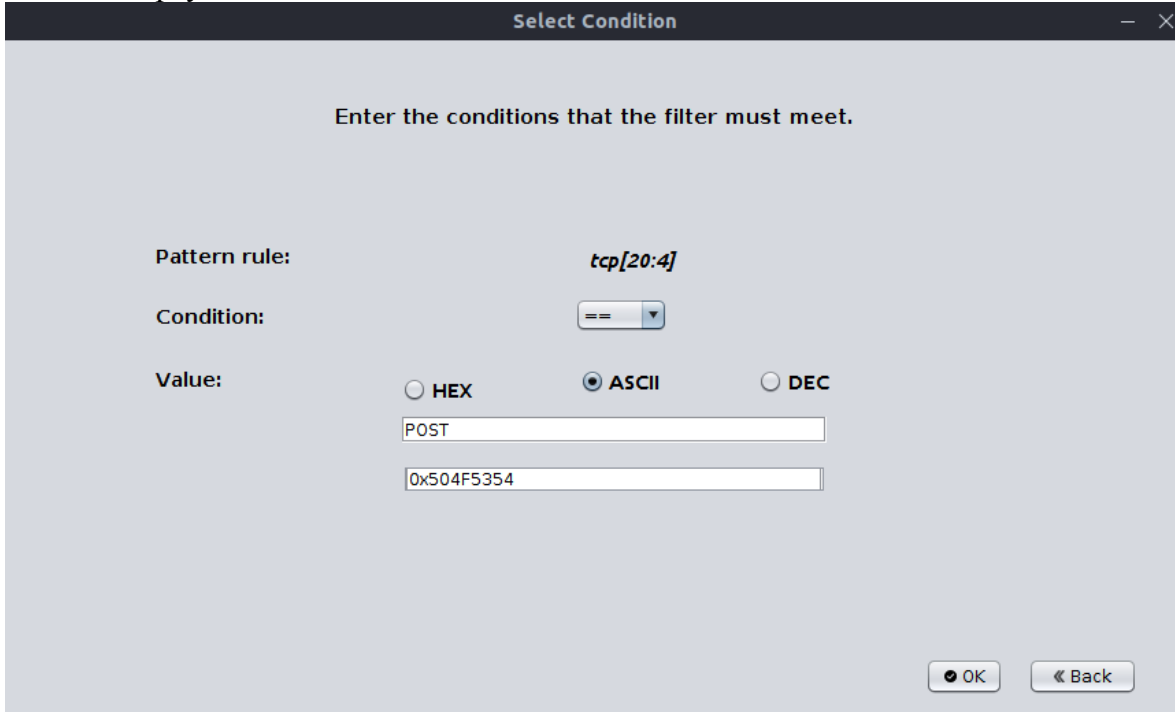 Select Condition
Enter the conditions that the filter must meet.
Pattern rule: tcp[20:4]
Condition: ==
Value: HEX ASCII DEC
POST
0x504F5354
OK Back